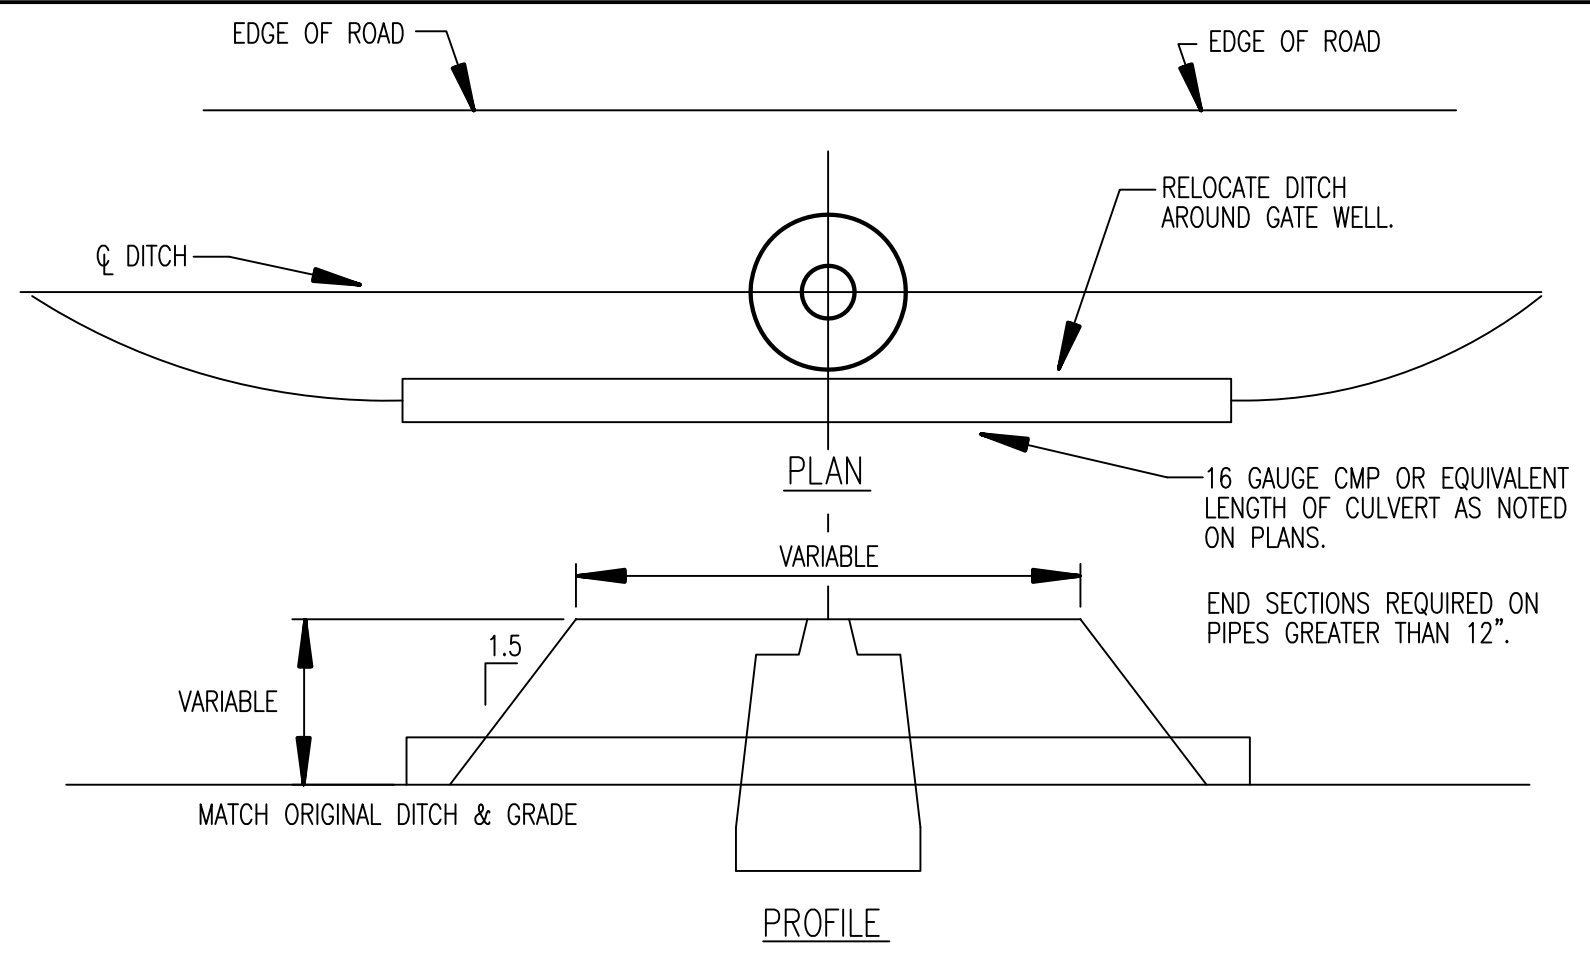 EDGE OF ROAD
EDGE OF ROAD
RELOCATE DITCH
AROUND GATE WELL.
℄ DITCH
PLAN
16 GAUGE CMP OR EQUIVALENT
LENGTH OF CULVERT AS NOTED
ON PLANS.
VARIABLE
END SECTIONS REQUIRED ON
PIPES GREATER THAN 12”.
1.5
VARIABLE
MATCH ORIGINAL DITCH & GRADE
PROFILE